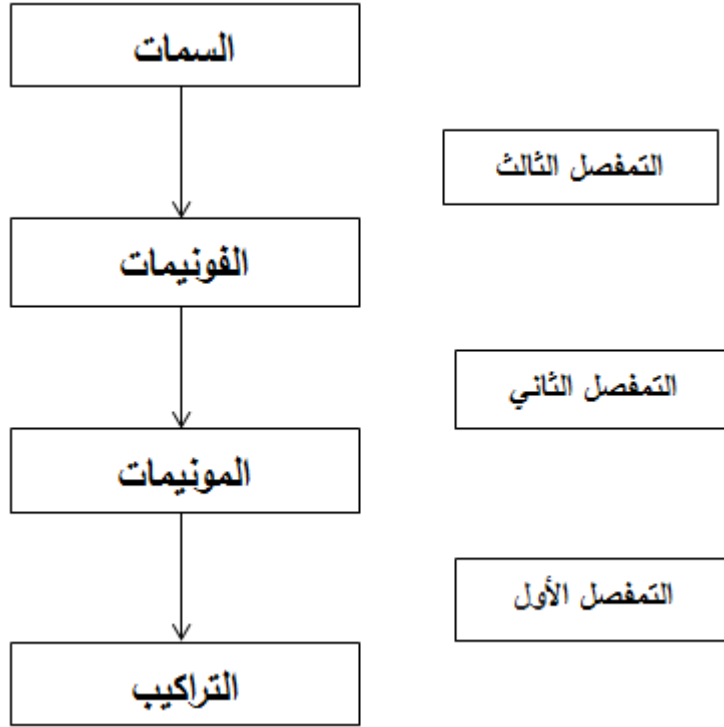 السمات
التمفصل الثالث
الفونيمات
التمفصل الثاني
المونيمات
التمفصل الأول
التراكيب